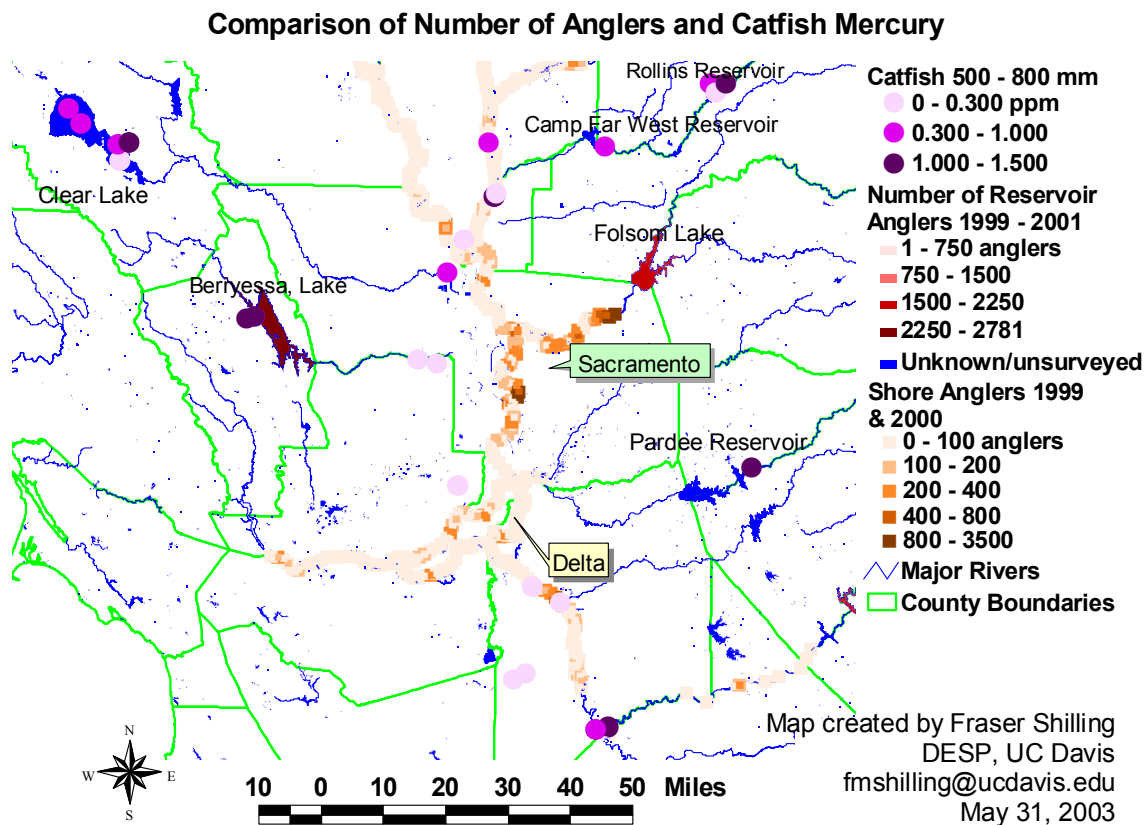 Comparison of Number of Anglers and Catfish Mercury
Rollins Reservoir
Camp Far West Reservoir
Clear Lake
Folsom Lake
Berryessa, Lake
Sacramento
Pardee Reservoir
Delta
Catfish 500 - 800 mm
0 - 0.300 ppm
0.300 - 1.000
1.000 - 1.500
Number of Reservoir
Anglers 1999 - 2001
1 - 750 anglers
750 - 1500
1500 - 2250
2250 - 2781
Unknown/unsurveyed
Shore Anglers 1999
& 2000
0 - 100 anglers
100 - 200
200 - 400
400 - 800
800 - 3500
Major Rivers
County Boundaries
N
W E
S
10 0 10 20 30 40 50 Miles
Map created by Fraser Shilling
DESP, UC Davis
fmshilling@ucdavis.edu
May 31, 2003